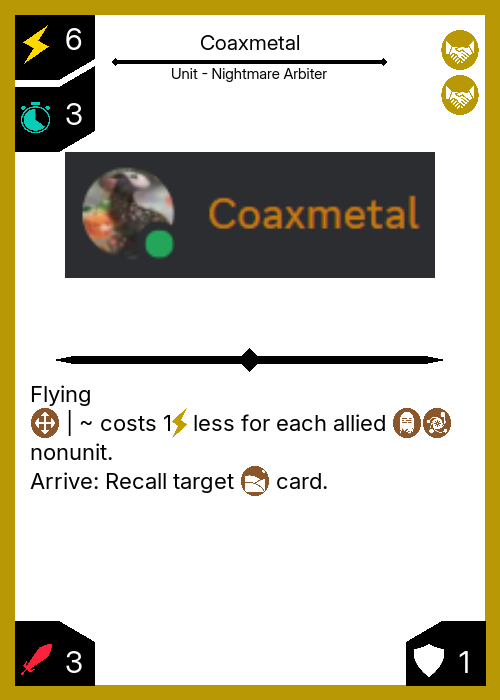 6
Coaxmetal
Unit - Nightmare Arbiter
3
Coaxmetal
Flying
| ~ costs 1 less for each allied
nonunit.
Arrive: Recall target card.
3
1